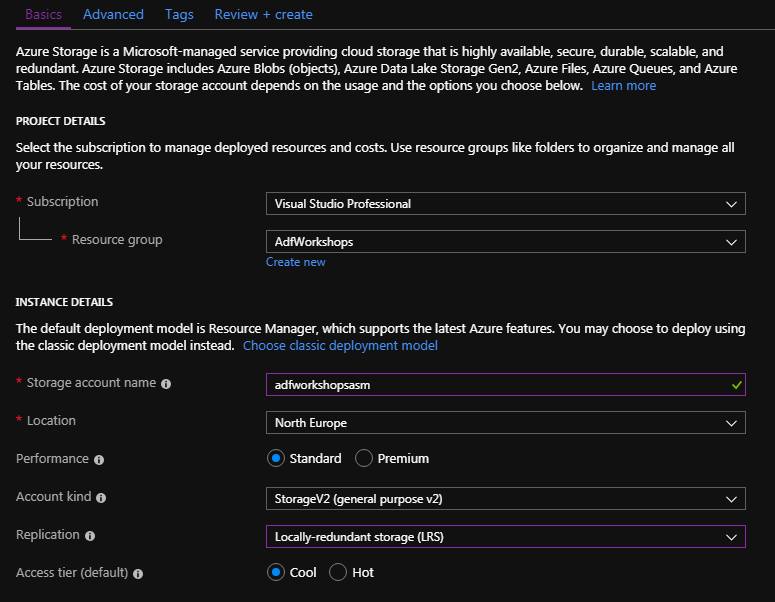 Basics Advanced Tags Review + create
Azure Storage is a Microsoft-managed service providing cloud storage that is highly available, secure, durable, scalable, and
redundant. Azure Storage includes Azure Blobs (objects), Azure Data Lake Storage Gen2, Azure Files, Azure Queues, and Azure
Tables. The cost of your storage account depends on the usage and the options you choose below. Learn more
PROJECT DETAILS
Select the subscription to manage deployed resources and costs. Use resource groups like folders to organize and manage all
your resources.
* Subscription Visual Studio Professional
* Resource group AdfWorkshops
Create new
INSTANCE DETAILS
The default deployment model is Resource Manager, which supports the latest Azure features. You may choose to deploy using
the classic deployment model instead. Choose classic deployment model
* Storage account name adfworkshopsasm
* Location North Europe
Performance Standard Premium
Account kind StorageV2 (general purpose v2)
Replication Locally-redundant storage (LRS)
Access tier (default) Cool Hot